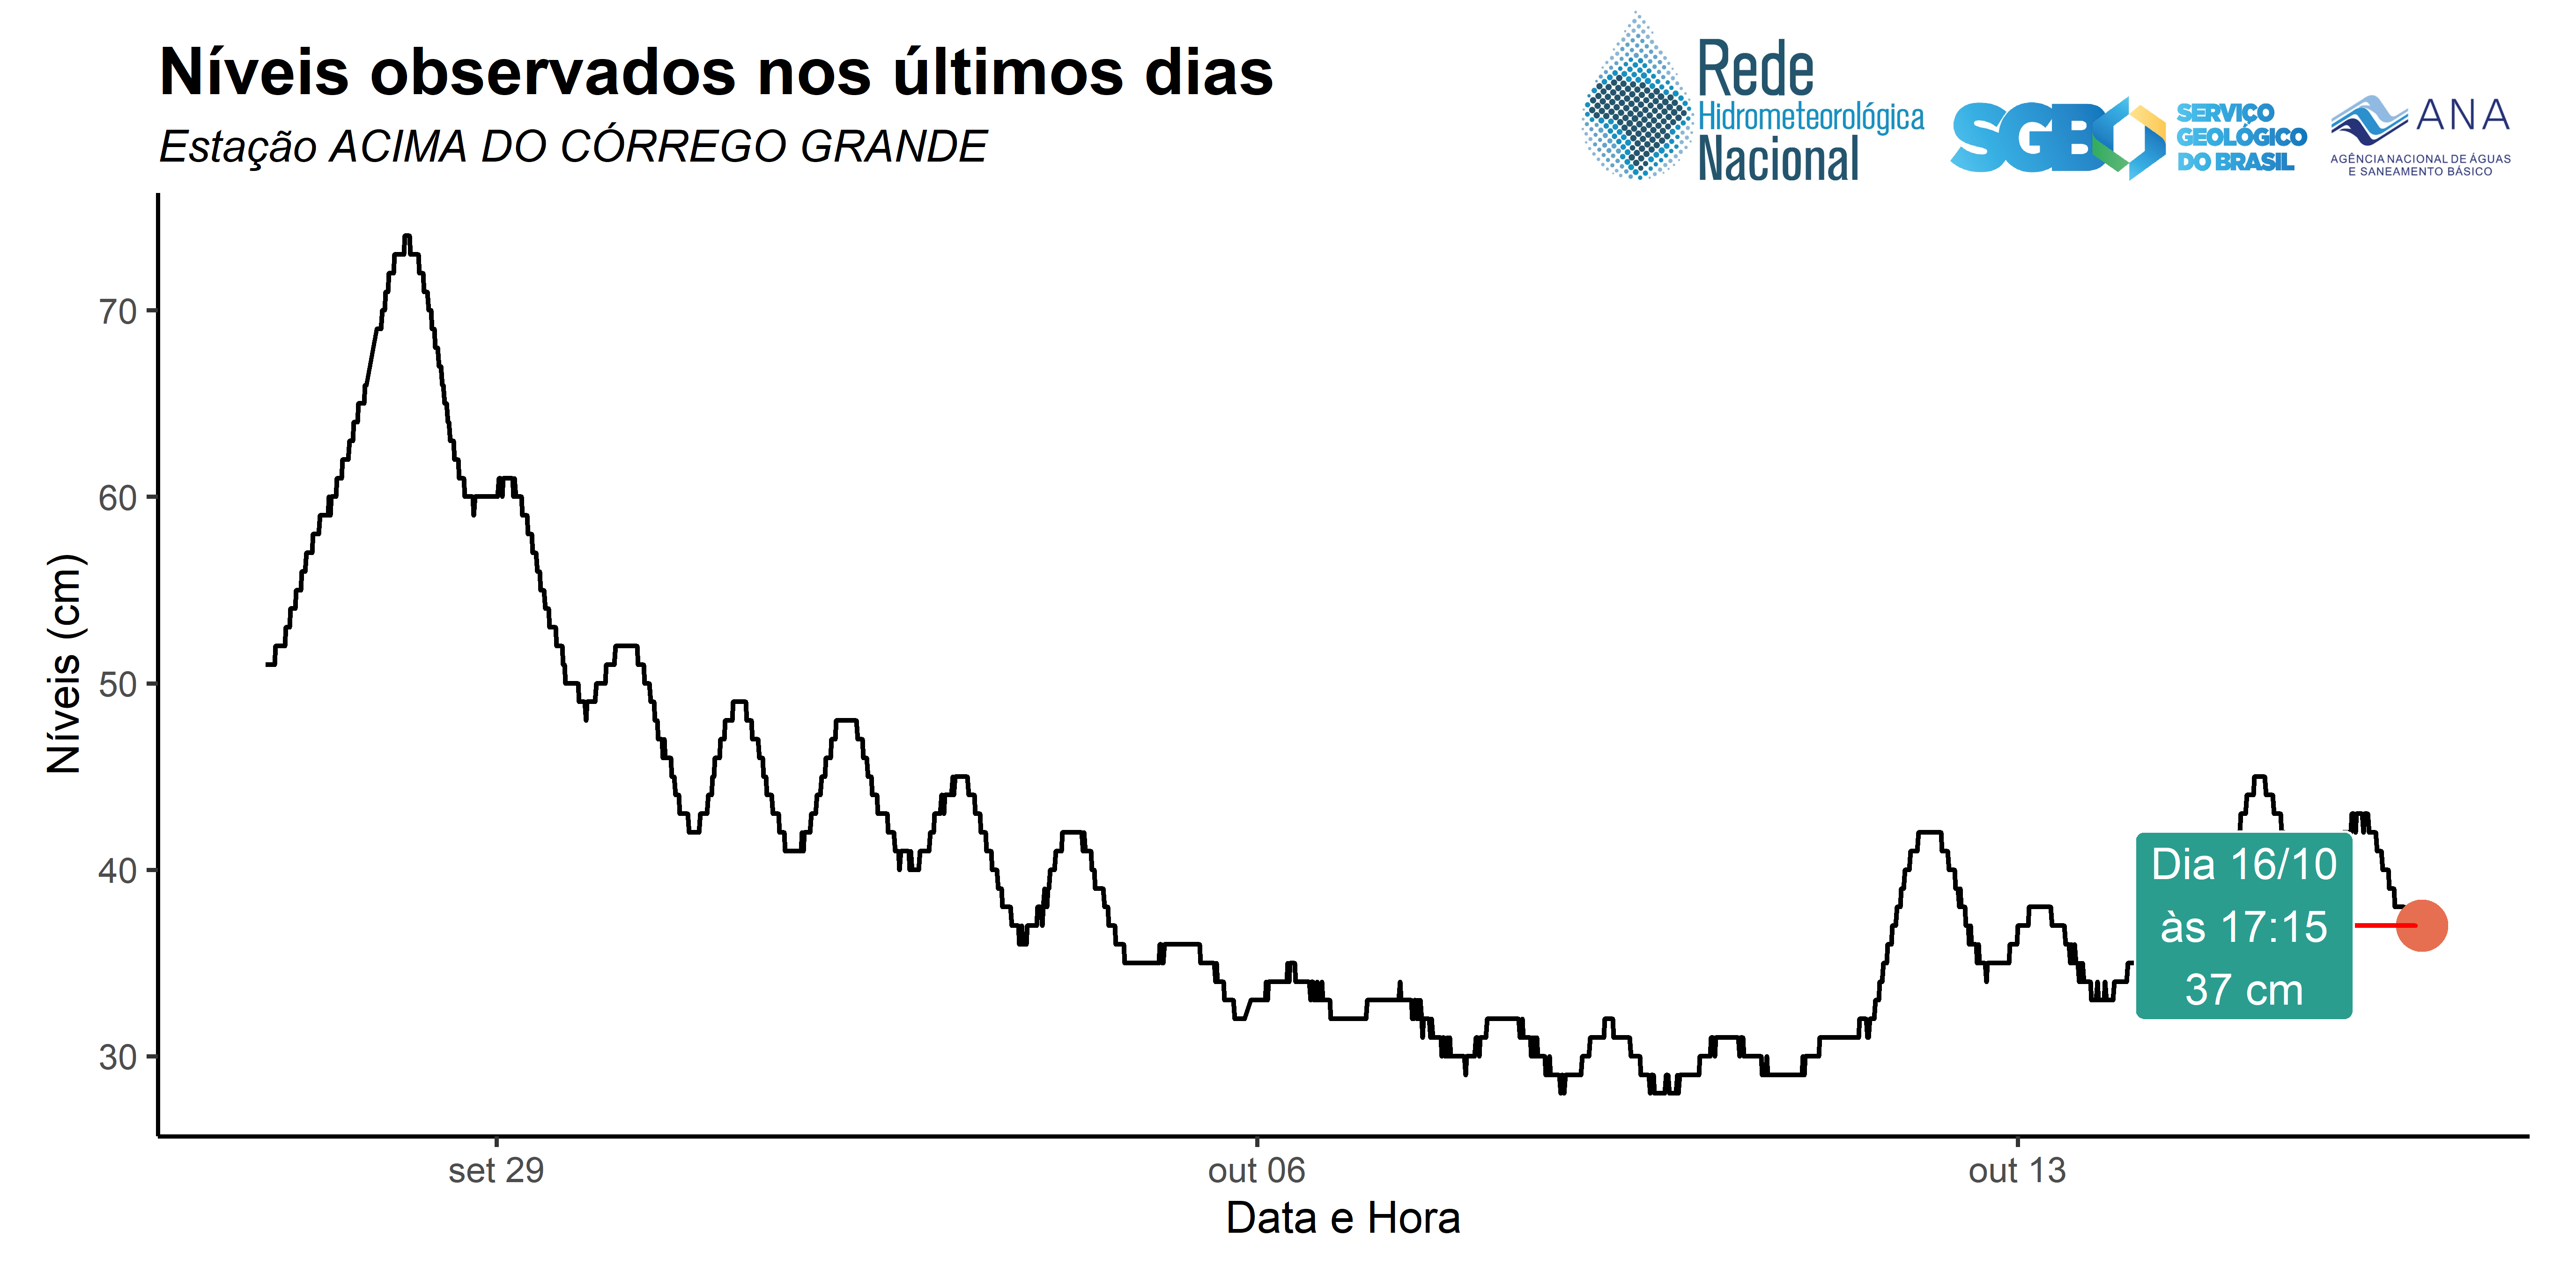 Níveis observados nos últimos dias
Estação ACIMA DO CÓRREGO GRANDE
Rede
Hidrometeorológica
Nacional
SGB
SERVIÇO
GEOLÓGICO
DO BRASIL
ANA
AGÊNCIA NACIONAL DE ÁGUAS
E SANEAMENTO BÁSICO
Níveis (cm)
70
60
50
40
30
Dia 16/10
às 17:15
37 cm
set 29
out 06
out 13
Data e Hora